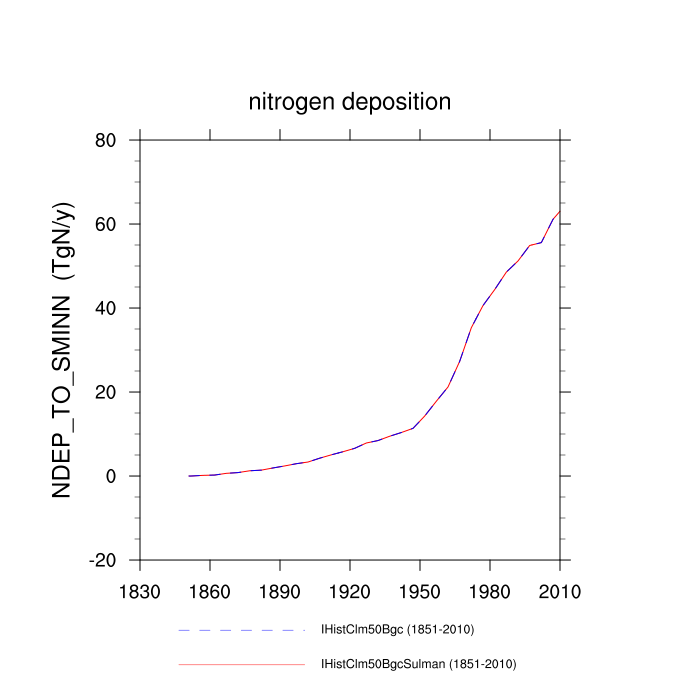 nitrogen deposition
NDEP_TO_SMINN (TgN/y)
80
60
40
20
0
-20
1830 1860 1890 1920 1950 1980 2010
IHistClm50Bgc (1851-2010)
IHistClm50BgcSulman (1851-2010)